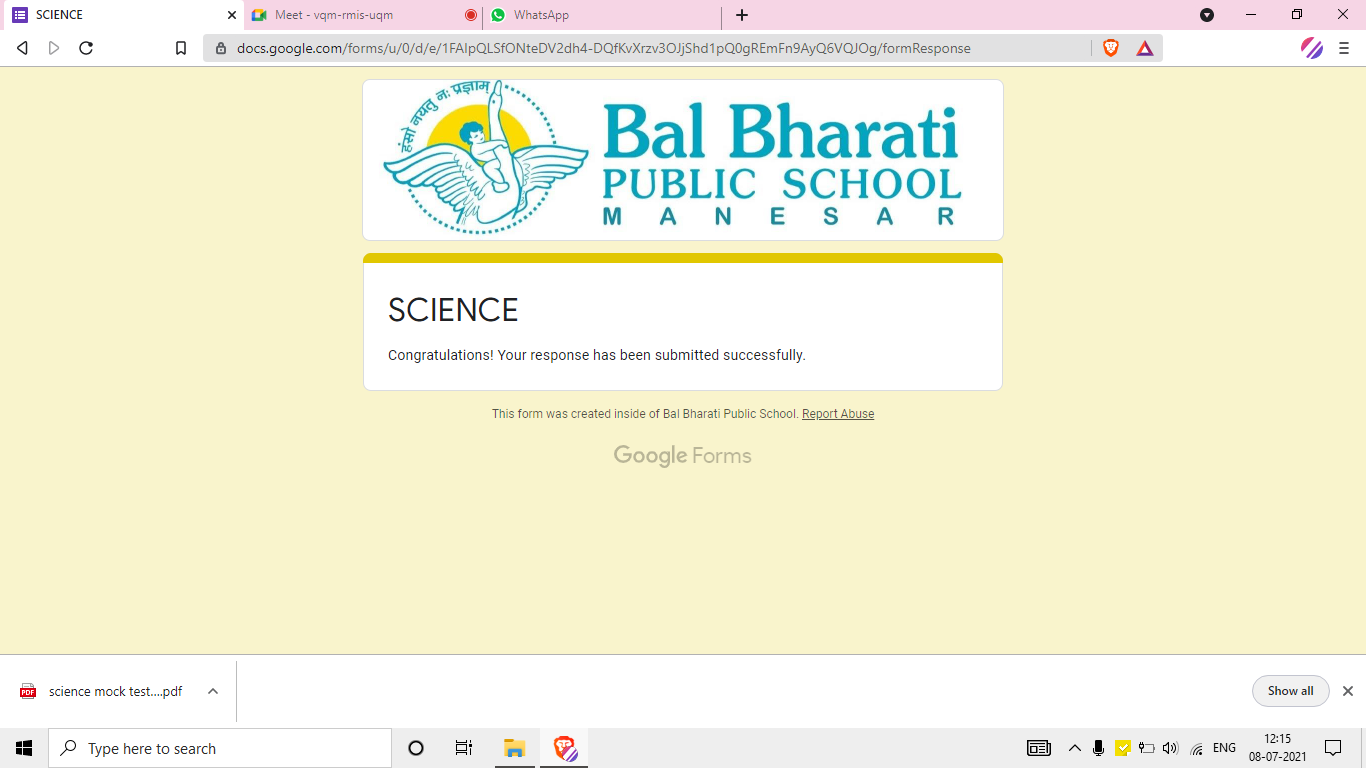 SCIENCE
Meet - vqm-rmis-uqm
WhatsApp
docs.google.com/forms/u/0/d/e/1FAIpQLSfONteDV2dh4-DQfKvXrzv3OJjShd1pQ0gREmFn9AyQ6VQJOg/formResponse
हंसो नयतु नः प्रज्ञाम्
Bal Bharati
PUBLIC SCHOOL
MANESAR
SCIENCE
Congratulations! Your response has been submitted successfully.
This form was created inside of Bal Bharati Public School. Report Abuse
Google Forms
PDF
science mock test....pdf
Show all
Type here to search
ENG
12:15
08-07-2021